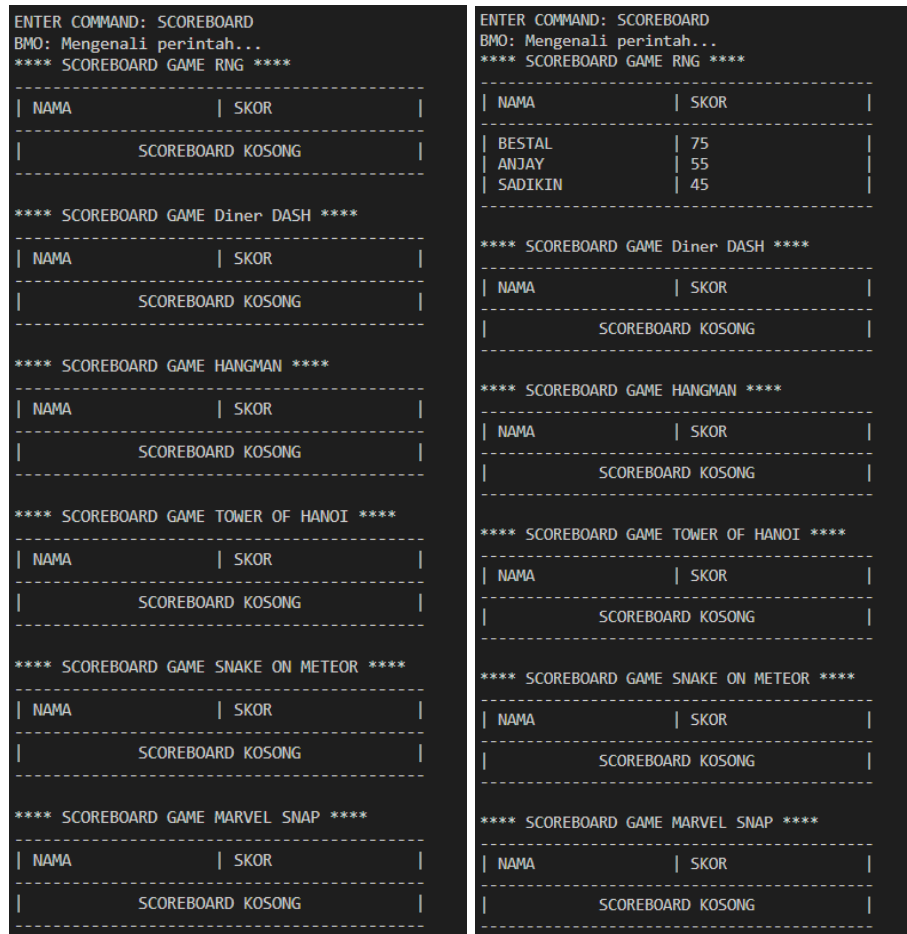 ENTER COMMAND: SCOREBOARD
BMO: Mengenali perintah...
**** SCOREBOARD GAME RNG ****
-----------------------------------------
| NAMA | SKOR |
-----------------------------------------
| SCOREBOARD KOSONG |
-----------------------------------------
**** SCOREBOARD GAME Diner DASH ****
-----------------------------------------
| NAMA | SKOR |
-----------------------------------------
| SCOREBOARD KOSONG |
-----------------------------------------
**** SCOREBOARD GAME HANGMAN ****
-----------------------------------------
| NAMA | SKOR |
-----------------------------------------
| SCOREBOARD KOSONG |
-----------------------------------------
**** SCOREBOARD GAME TOWER OF HANOI ****
-----------------------------------------
| NAMA | SKOR |
-----------------------------------------
| SCOREBOARD KOSONG |
-----------------------------------------
**** SCOREBOARD GAME SNAKE ON METEOR ****
-----------------------------------------
| NAMA | SKOR |
-----------------------------------------
| SCOREBOARD KOSONG |
-----------------------------------------
**** SCOREBOARD GAME MARVEL SNAP ****
-----------------------------------------
| NAMA | SKOR |
-----------------------------------------
| SCOREBOARD KOSONG |
-----------------------------------------
ENTER COMMAND: SCOREBOARD
BMO: Mengenali perintah...
**** SCOREBOARD GAME RNG ****
-----------------------------------------
| NAMA | SKOR |
-----------------------------------------
| BESTAL | 75 |
| ANJAY | 55 |
| SADIKIN | 45 |
-----------------------------------------
**** SCOREBOARD GAME Diner DASH ****
-----------------------------------------
| NAMA | SKOR |
-----------------------------------------
| SCOREBOARD KOSONG |
-----------------------------------------
**** SCOREBOARD GAME HANGMAN ****
-----------------------------------------
| NAMA | SKOR |
-----------------------------------------
| SCOREBOARD KOSONG |
-----------------------------------------
**** SCOREBOARD GAME TOWER OF HANOI ****
-----------------------------------------
| NAMA | SKOR |
-----------------------------------------
| SCOREBOARD KOSONG |
-----------------------------------------
**** SCOREBOARD GAME SNAKE ON METEOR ****
-----------------------------------------
| NAMA | SKOR |
-----------------------------------------
| SCOREBOARD KOSONG |
-----------------------------------------
**** SCOREBOARD GAME MARVEL SNAP ****
-----------------------------------------
| NAMA | SKOR |
-----------------------------------------
| SCOREBOARD KOSONG |
-----------------------------------------